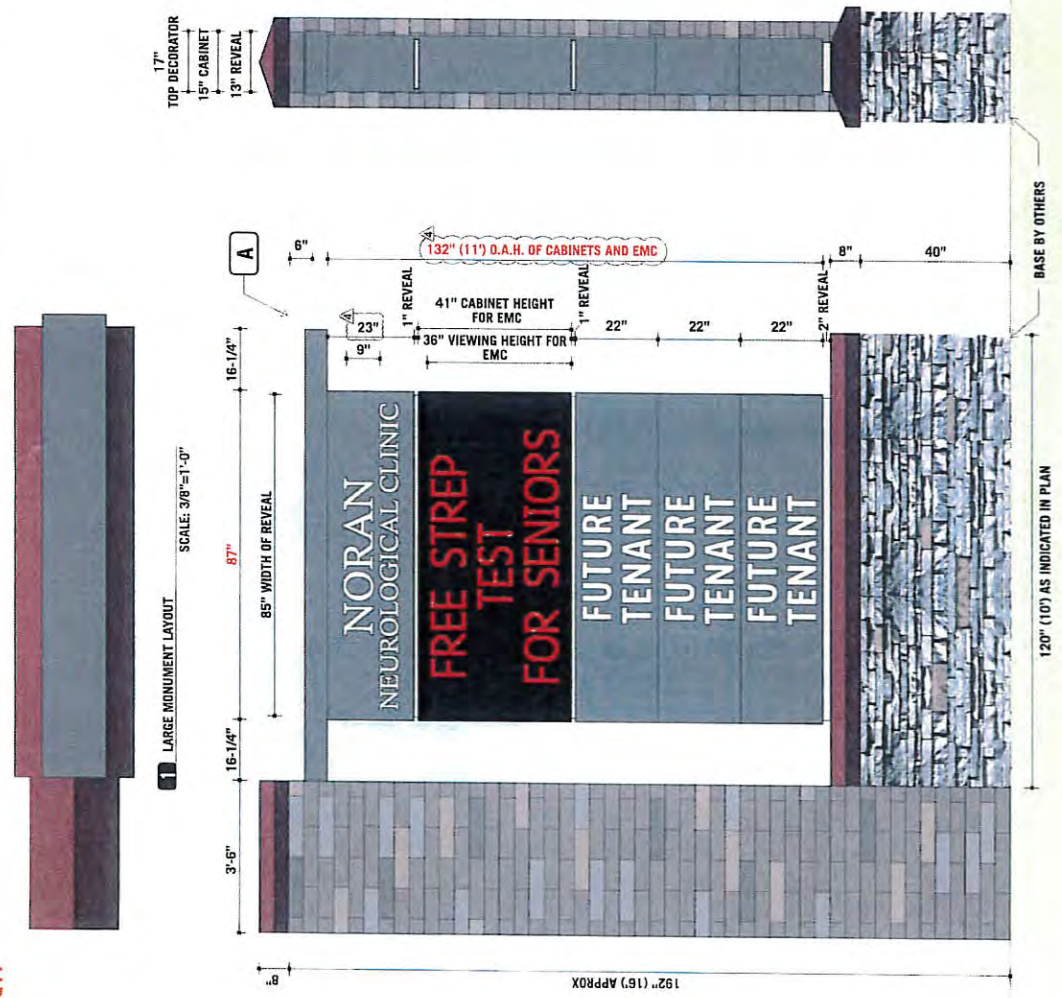 17"
TOP DECORATOR
15" CABINET
13" REVEAL
1 LARGE MONUMENT LAYOUT
SCALE: 3/8"=1'-0"
A
3'-6"
16-1/4"
87"
16-1/4"
85" WIDTH OF REVEAL
6"
4
23"
9"
1" REVEAL
4
132" (11') O.A.H. OF CABINETS AND EMC
41" CABINET HEIGHT
FOR EMC
36" VIEWING HEIGHT FOR
EMC
1" REVEAL
22"
22"
22"
2" REVEAL
8"
40"
NORAN
NEUROLOGICAL CLINIC
FREE STREP
TEST
FOR SENIORS
FUTURE
TENANT
FUTURE
TENANT
FUTURE
TENANT
8"
192" (16') APPROX
120" (10') AS INDICATED IN PLAN
BASE BY OTHERS